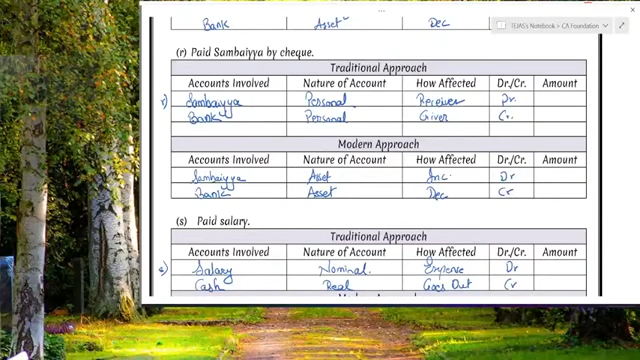 TEJAS's Notebook > CA Foundation
Bank Asset Dec
(r) Paid Sambaiyya by cheque.
Traditional Approach
Accounts Involved Nature of Account How Affected Dr./Cr. Amount
r) Sambaiyya Personal Receiver Dr.
Bank Personal Giver Cr.
Modern Approach
Accounts Involved Nature of Account How Affected Dr./Cr. Amount
Sambaiyya Asset Inc. Dr
Bank Asset Dec Cr
(s) Paid salary.
Traditional Approach
Accounts Involved Nature of Account How Affected Dr./Cr. Amount
s) Salary Nominal. Expense Dr
Cash Real Goes Out Cr